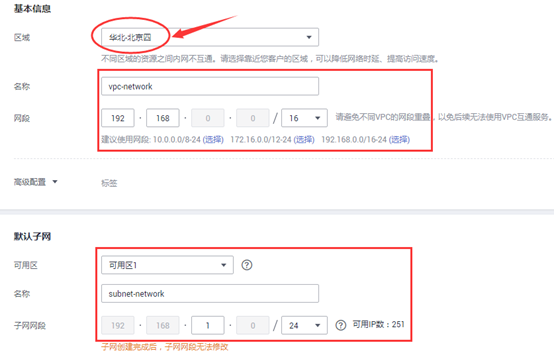 基本信息
区域 华北-北京四
不同区域的资源之间内网不互通。请选择靠近您客户的区域，可以降低网络时延、提高访问速度。
名称 vpc-network
网段 192 · 168 · 0 · 0 / 16 请避免不同VPC的网段重叠，以免后续无法使用VPC互通服务。
建议使用网段: 10.0.0.0/8-24 (选择) 172.16.0.0/12-24 (选择) 192.168.0.0/16-24 (选择)
高级配置 标签
默认子网
可用区 可用区1 ?
名称 subnet-network
子网网段 192 · 168 · 1 · 0 / 24 ? 可用IP数：251
子网创建完成后，子网网段无法修改